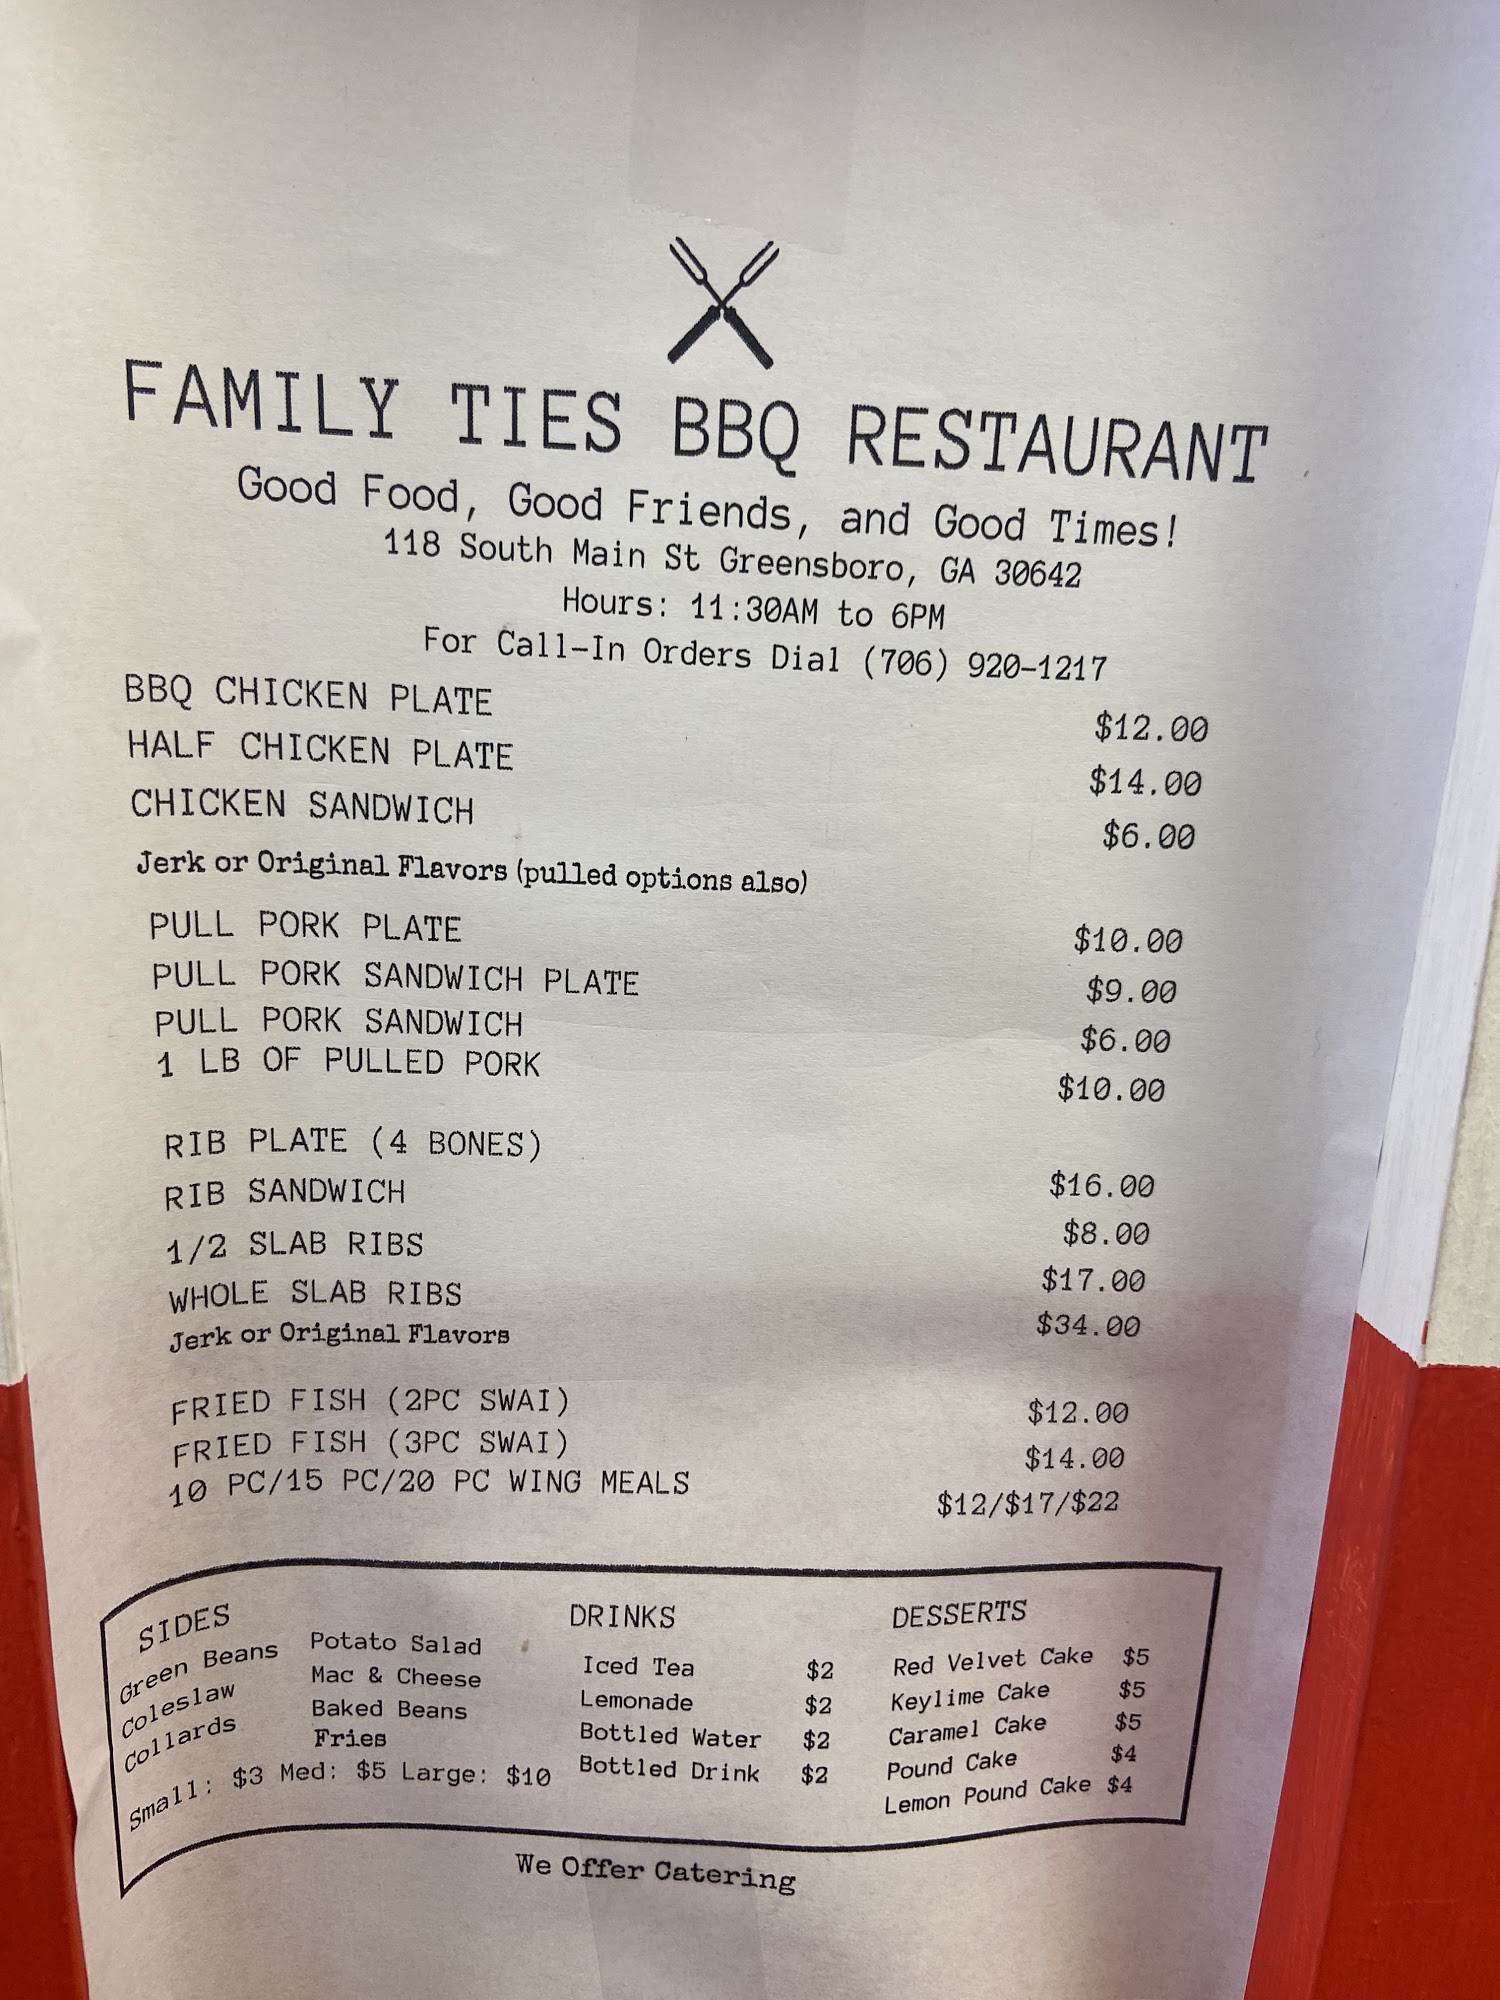 FAMILY TIES BBQ RESTAURANT
Good Food, Good Friends, and Good Times!
118 South Main St Greensboro, GA 30642
Hours: 11:30AM to 6PM
For Call-In Orders Dial (706) 920-1217
BBQ CHICKEN PLATE $12.00
HALF CHICKEN PLATE $14.00
CHICKEN SANDWICH $6.00
Jerk or Original Flavors (pulled options also)
PULL PORK PLATE $10.00
PULL PORK SANDWICH PLATE $9.00
PULL PORK SANDWICH $6.00
1 LB OF PULLED PORK $10.00
RIB PLATE (4 BONES) $16.00
RIB SANDWICH $8.00
1/2 SLAB RIBS $17.00
WHOLE SLAB RIBS $34.00
Jerk or Original Flavors
FRIED FISH (2PC SWAI) $12.00
FRIED FISH (3PC SWAI) $14.00
10 PC/15 PC/20 PC WING MEALS $12/$17/$22
SIDES
Green Beans
Coleslaw
Collards
Potato Salad
Mac & Cheese
Baked Beans
Fries
Small: $3 Med: $5 Large: $10
DRINKS
Iced Tea $2
Lemonade $2
Bottled Water $2
Bottled Drink $2
DESSERTS
Red Velvet Cake $5
Keylime Cake $5
Caramel Cake $5
Pound Cake $4
Lemon Pound Cake $4
We Offer Catering